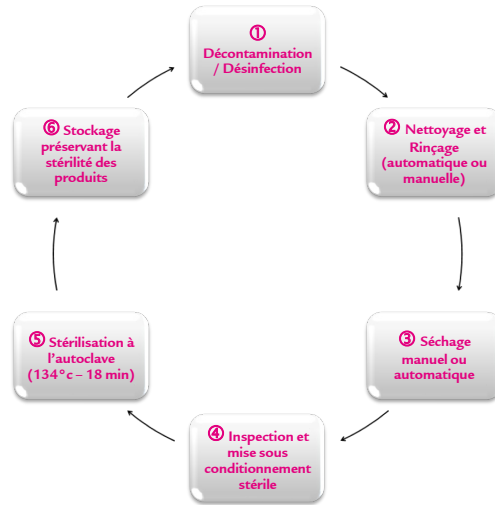 ①
Décontamination
/ Désinfection
② Nettoyage et
Rinçage
(automatique ou
manuelle)
③ Séchage
manuel ou
automatique
④ Inspection et
mise sous
conditionnement
stérile
⑤ Stérilisation à
l'autoclave
(134°c – 18 min)
⑥ Stockage
préservant la
stérilité des
produits